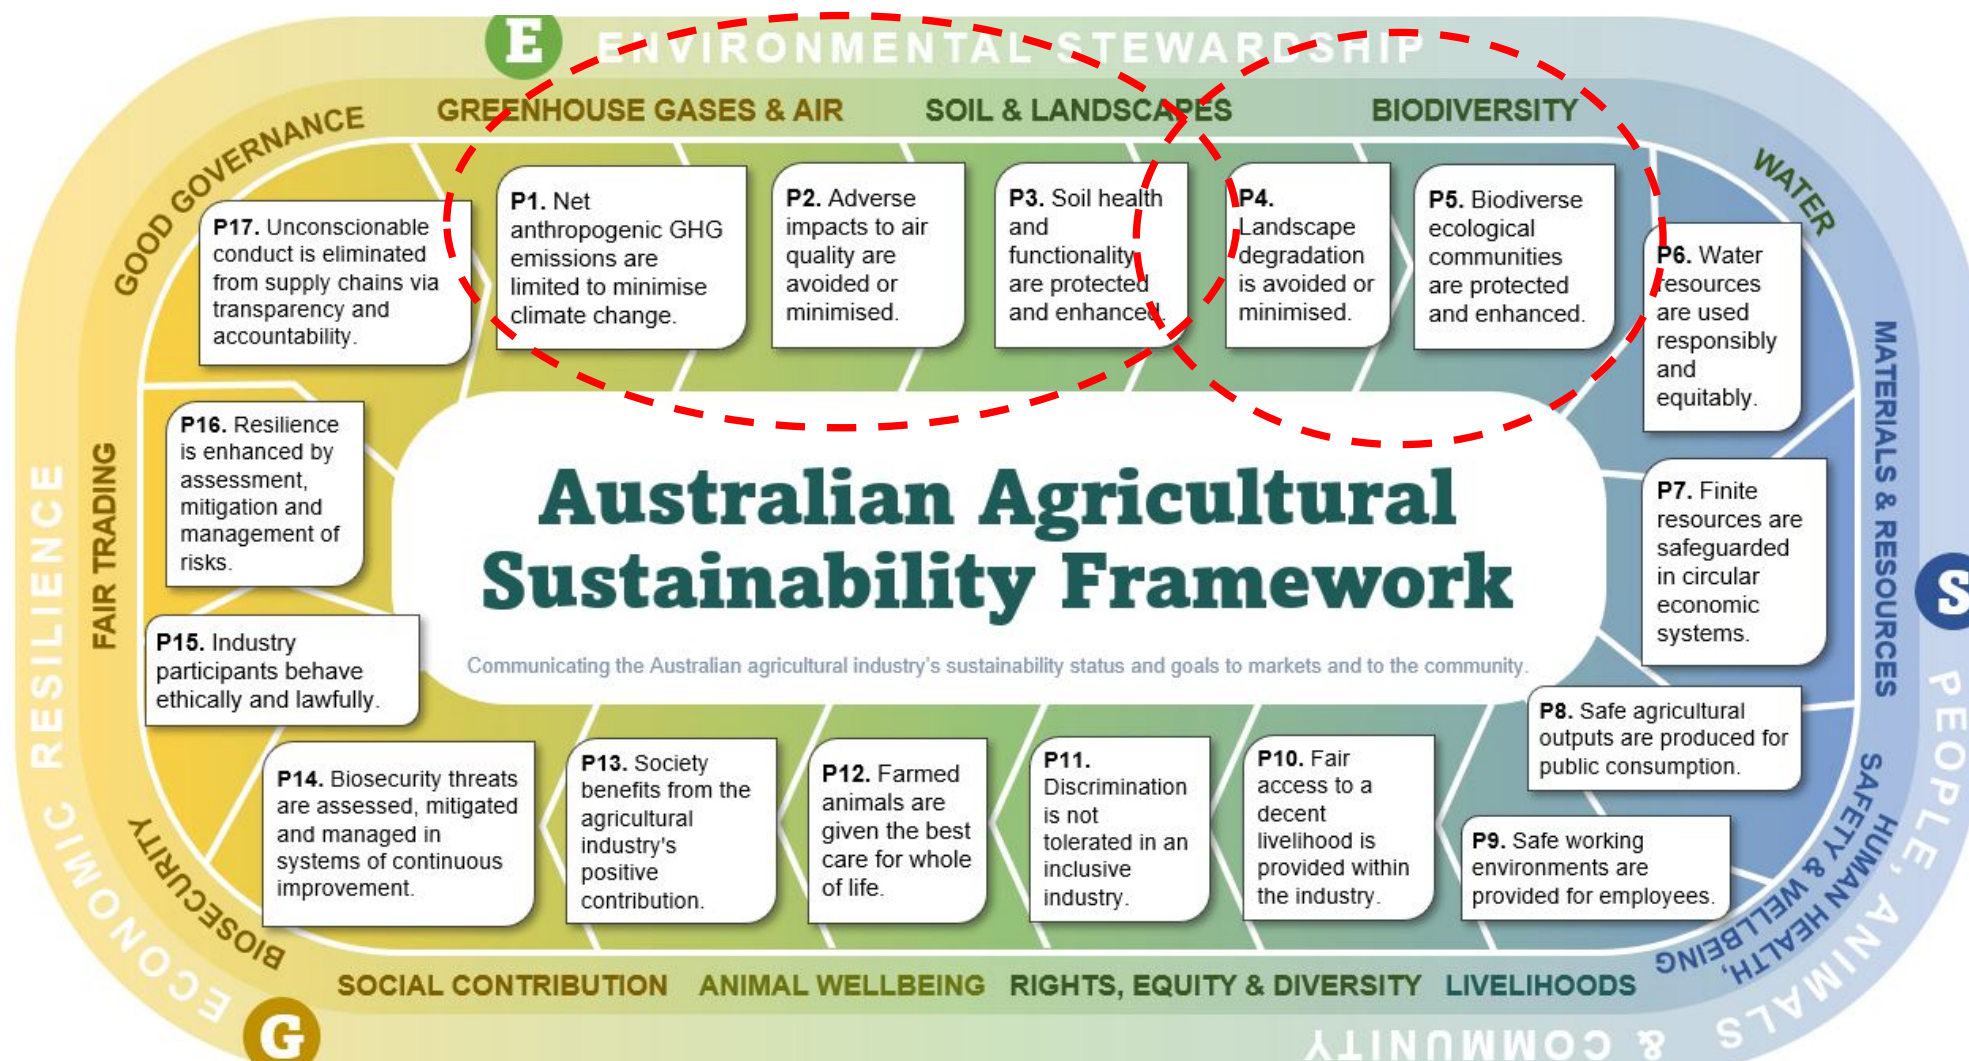 E ENVIRONMENTAL STEWARDSHIP
GREENHOUSE GASES & AIR
SOIL & LANDSCAPES
BIODIVERSITY
WATER
MATERIALS & RESOURCES
S
PEOPLE, ANIMALS & COMMUNITY
HUMAN HEALTH,
SAFETY & WELLBEING
LIVELIHOODS
RIGHTS, EQUITY & DIVERSITY
ANIMAL WELLBEING
SOCIAL CONTRIBUTION
G
ECONOMIC RESILIENCE
BIOSECURITY
FAIR TRADING
GOOD GOVERNANCE
P1. Net
anthropogenic GHG
emissions are
limited to minimise
climate change.
P2. Adverse
impacts to air
quality are
avoided or
minimised.
P3. Soil health
and
functionality
are protected
and enhanced.
P4.
Landscape
degradation
is avoided or
minimised.
P5. Biodiverse
ecological
communities
are protected
and enhanced.
P6. Water
resources
are used
responsibly
and
equitably.
P7. Finite
resources are
safeguarded
in circular
economic
systems.
P8. Safe agricultural
outputs are produced for
public consumption.
P9. Safe working
environments are
provided for employees.
P10. Fair
access to a
decent
livelihood is
provided within
the industry.
P11.
Discrimination
is not
tolerated in an
inclusive
industry.
P12. Farmed
animals are
given the best
care for whole
of life.
P13. Society
benefits from the
agricultural
industry's
positive
contribution.
P14. Biosecurity threats
are assessed, mitigated
and managed in
systems of continuous
improvement.
P15. Industry
participants behave
ethically and lawfully.
P16. Resilience
is enhanced by
assessment,
mitigation and
management of
risks.
P17. Unconscionable
conduct is eliminated
from supply chains via
transparency and
accountability.
Australian Agricultural
Sustainability Framework
Communicating the Australian agricultural industry's sustainability status and goals to markets and to the community.